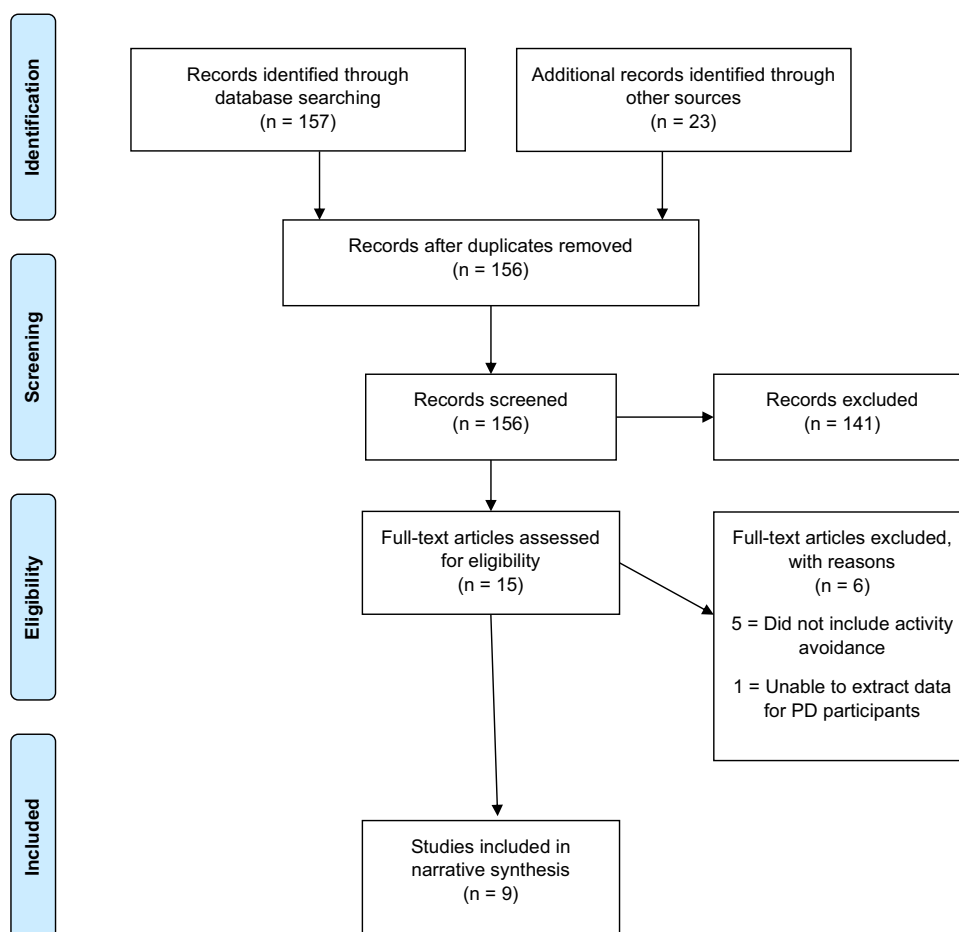 Identification
Records identified through
database searching
(n = 157)
Additional records identified through
other sources
(n = 23)
Records after duplicates removed
(n = 156)
Screening
Records screened
(n = 156)
Records excluded
(n = 141)
Eligibility
Full-text articles assessed
for eligibility
(n = 15)
Full-text articles excluded,
with reasons
(n = 6)
5 = Did not include activity
avoidance
1 = Unable to extract data
for PD participants
Included
Studies included in
narrative synthesis
(n = 9)